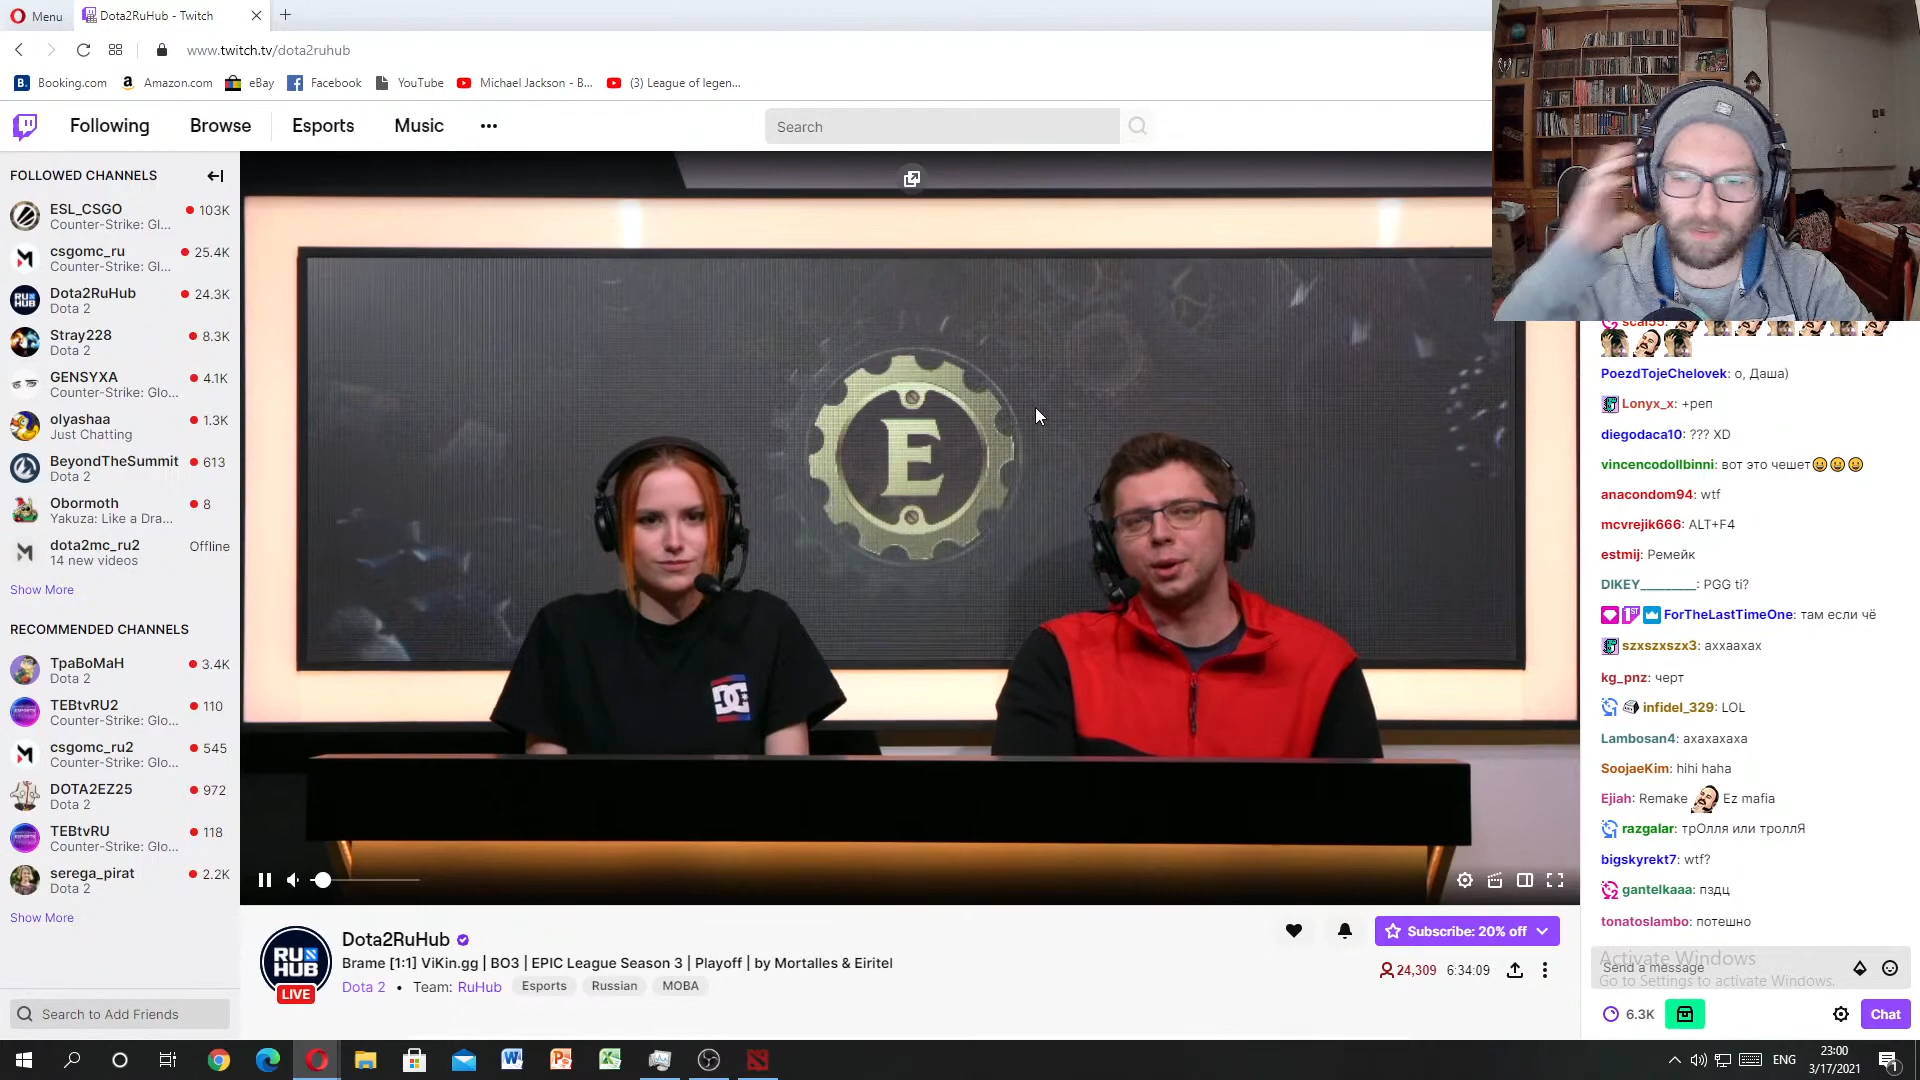 Menu
Dota2RuHub - Twitch
www.twitch.tv/dota2ruhub
Booking.com
Amazon.com
eBay
Facebook
YouTube
Michael Jackson - B...
(3) League of legen...
Following
Browse
Esports
Music
Search
FOLLOWED CHANNELS
ESL_CSGO 103K
Counter-Strike: Gl...
csgomc_ru 25.4K
Counter-Strike: Gl...
Dota2RuHub 24.3K
Dota 2
Stray228 8.3K
Dota 2
GENSYXA 4.1K
Counter-Strike: Glo...
olyashaa 1.3K
Just Chatting
BeyondTheSummit 613
Dota 2
Obormoth 8
Yakuza: Like a Dra...
dota2mc_ru2 Offline
14 new videos
Show More
RECOMMENDED CHANNELS
TpaBoMaH 3.4K
Dota 2
TEBtvRU2 110
Counter-Strike: Glo...
csgomc_ru2 545
Counter-Strike: Glo...
DOTA2EZ25 972
Dota 2
TEBtvRU 118
Counter-Strike: Glo...
serega_pirat 2.2K
Dota 2
Show More
Search to Add Friends
E
DC
RU HUB
LIVE
Dota2RuHub
Brame [1:1] ViKin.gg | BO3 | EPIC League Season 3 | Playoff | by Mortalles & Eiritel
Dota 2 • Team: RuHub Esports Russian MOBA
Subscribe: 20% off
24,309 6:34:09
scal55:
PoezdTojeChelovek: о, Даша)
Lonyx_x: +реп
diegodaca10: ??? XD
vincencodollbinni: вот это чешет
anacondom94: wtf
mcvrejik666: ALT+F4
estmij: Ремейк
DIKEY_________: PGG ti?
ForTheLastTimeOne: там если чё
szxszxszx3: аххаахах
kg_pnz: черт
infidel_329: LOL
Lambosan4: ахахахаха
SoojaeKim: hihi haha
Ejiah: Remake Ez mafia
razgalar: трОлля или троллЯ
bigskyrekt7: wtf?
gantelkaaa: пздц
tonatoslambo: потешно
Activate Windows
Send a message
Go to Settings to activate Windows.
6.3K
Chat
ENG
23:00
3/17/2021